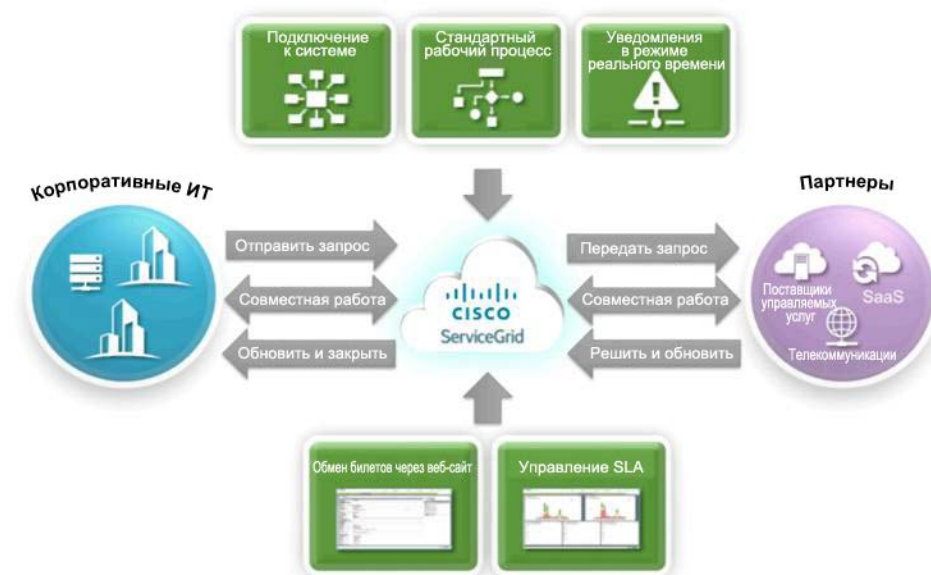 Подключение
к системе
Стандартный
рабочий процесс
Уведомления
в режиме
реального времени
Корпоративные ИТ
Партнеры
Отправить запрос
Передать запрос
Совместная работа
Совместная работа
Обновить и закрыть
Решить и обновить
CISCO
ServiceGrid
Поставщики
управляемых
услуг
SaaS
Телекоммуникации
Обмен билетов через веб-сайт
Управление SLA